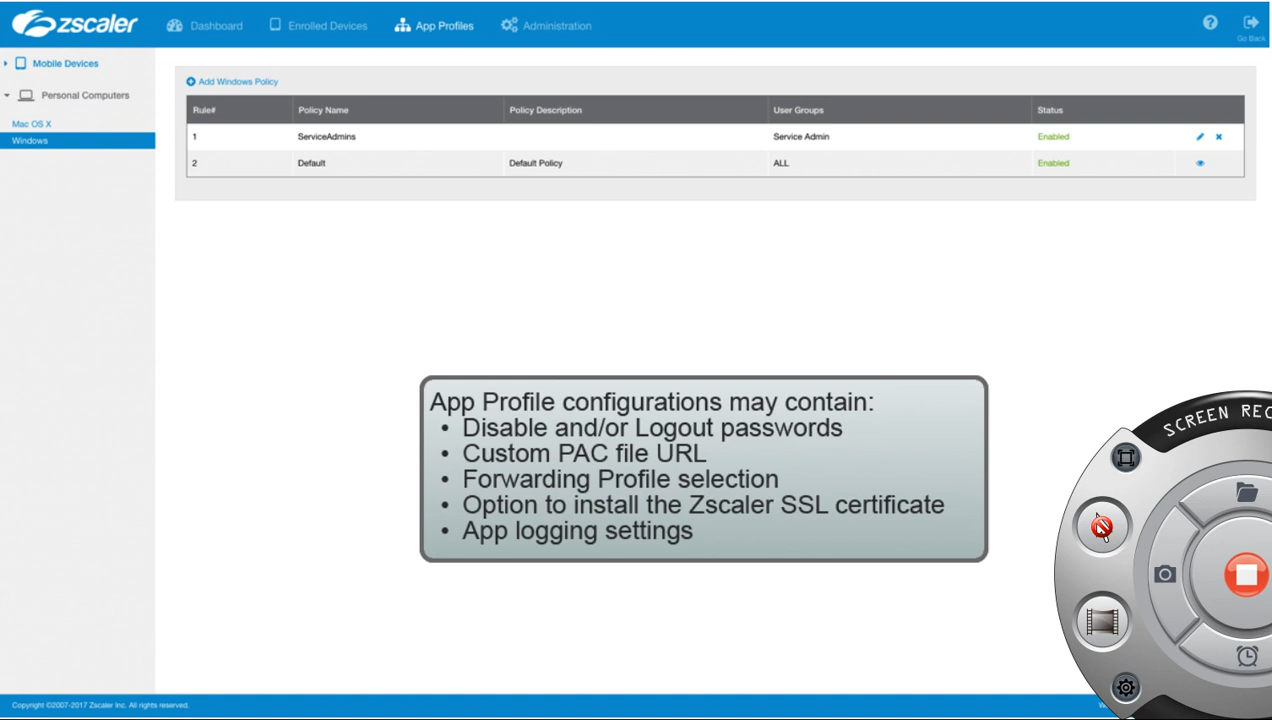 zscaler
Dashboard
Enrolled Devices
App Profiles
Administration
Go Back
Mobile Devices
Personal Computers
Mac OS X
Windows
Add Windows Policy
Rule# Policy Name Policy Description User Groups Status
1 ServiceAdmins Service Admin Enabled
2 Default Default Policy ALL Enabled
App Profile configurations may contain:
• Disable and/or Logout passwords
• Custom PAC file URL
• Forwarding Profile selection
• Option to install the Zscaler SSL certificate
• App logging settings
SCREEN REC
Copyright ©2007-2017 Zscaler Inc. All rights reserved.